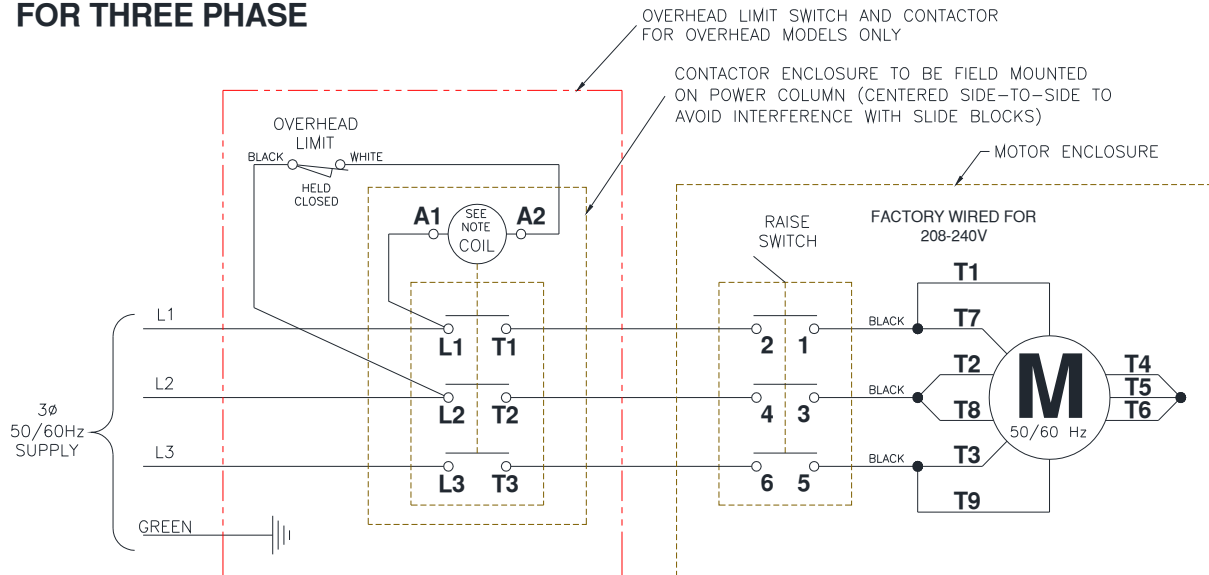 FOR THREE PHASE
OVERHEAD LIMIT SWITCH AND CONTACTOR
FOR OVERHEAD MODELS ONLY
CONTACTOR ENCLOSURE TO BE FIELD MOUNTED
ON POWER COLUMN (CENTERED SIDE-TO-SIDE TO
AVOID INTERFERENCE WITH SLIDE BLOCKS)
MOTOR ENCLOSURE
OVERHEAD
LIMIT
BLACK
WHITE
HELD
CLOSED
A1
SEE
NOTE
COIL
A2
RAISE
SWITCH
FACTORY WIRED FOR
208-240V
3ø
50/60Hz
SUPPLY
L1
L2
L3
GREEN
L1 T1
L2 T2
L3 T3
2 1
4 3
6 5
BLACK
BLACK
BLACK
T1
T7
T2
T8
T3
T9
M
50/60 Hz
T4
T5
T6